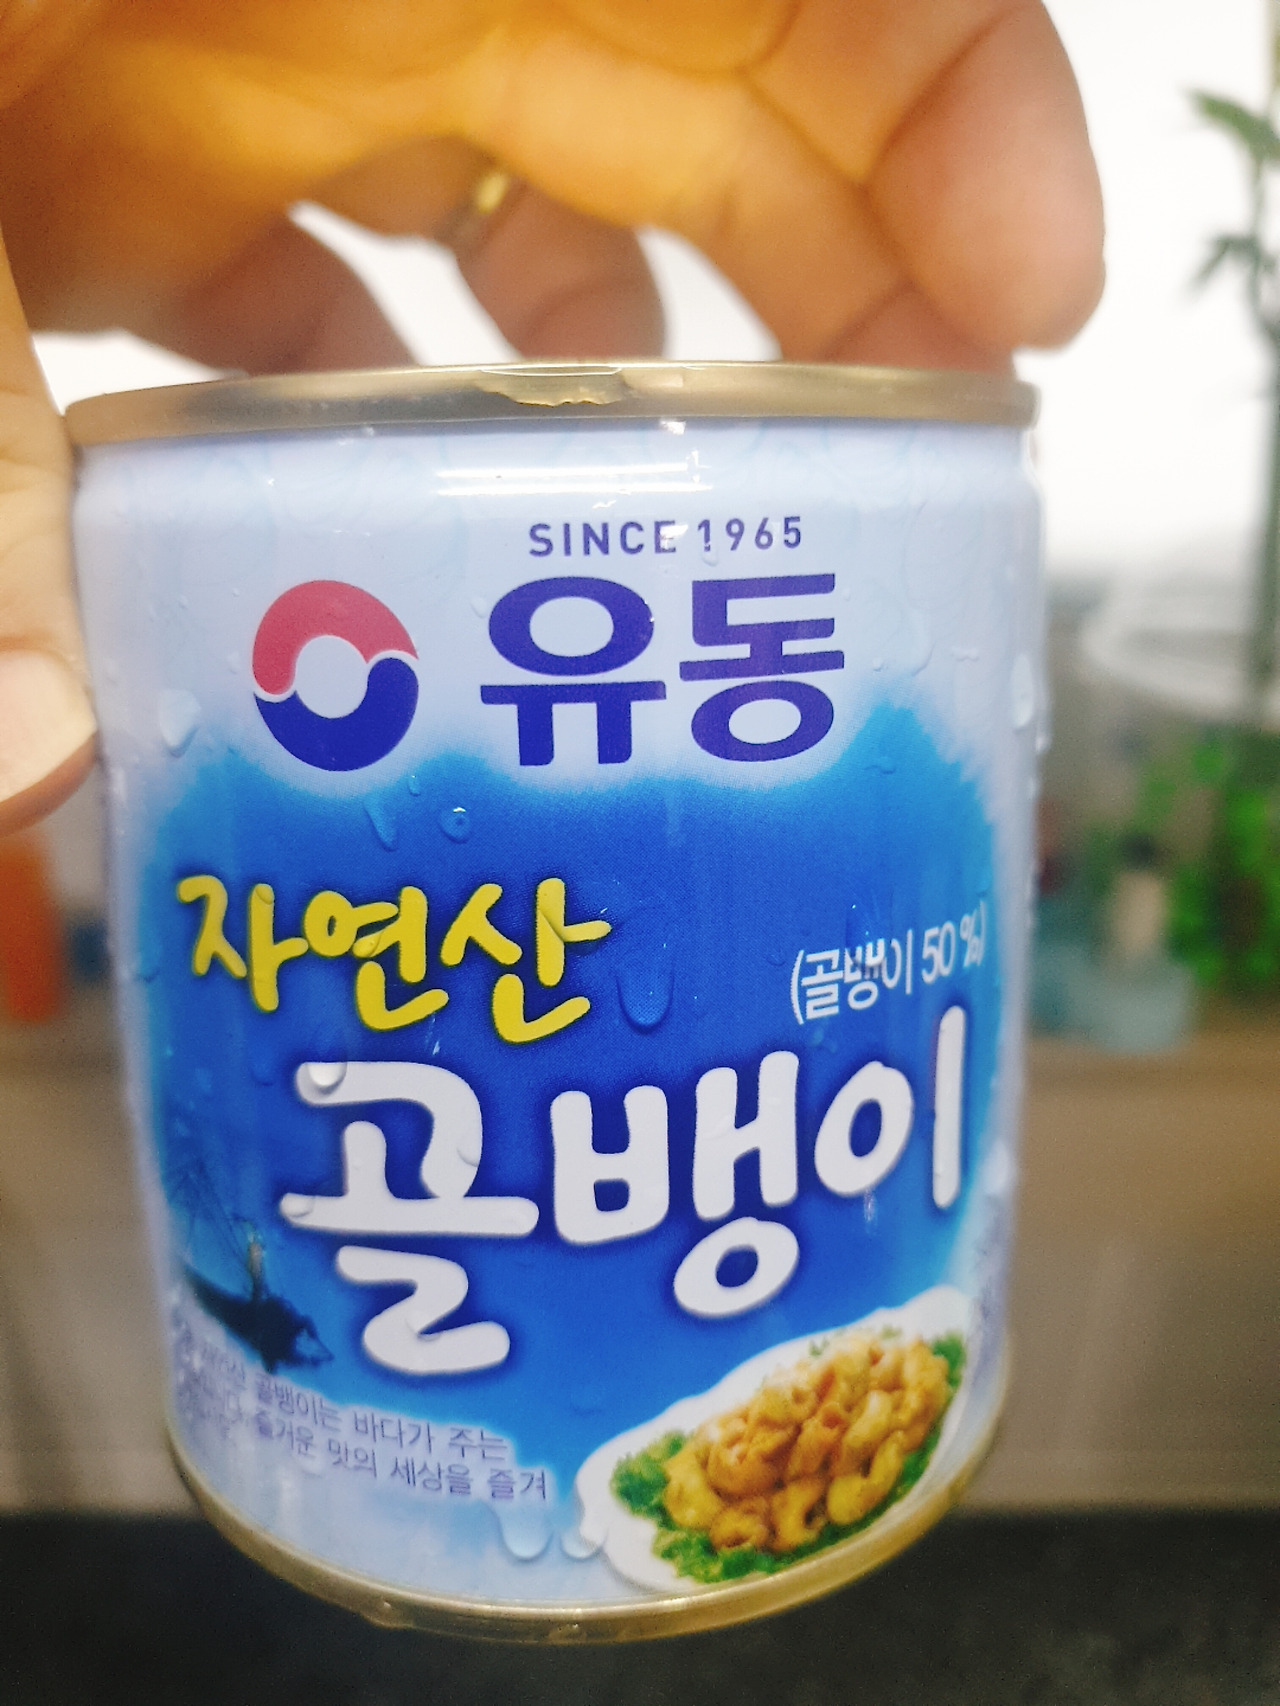 SINCE 1965
유동
자연산
(골뱅이 50%)
골뱅이
골뱅이는 바다가 주는
즐거운 맛의 세상을 즐겨